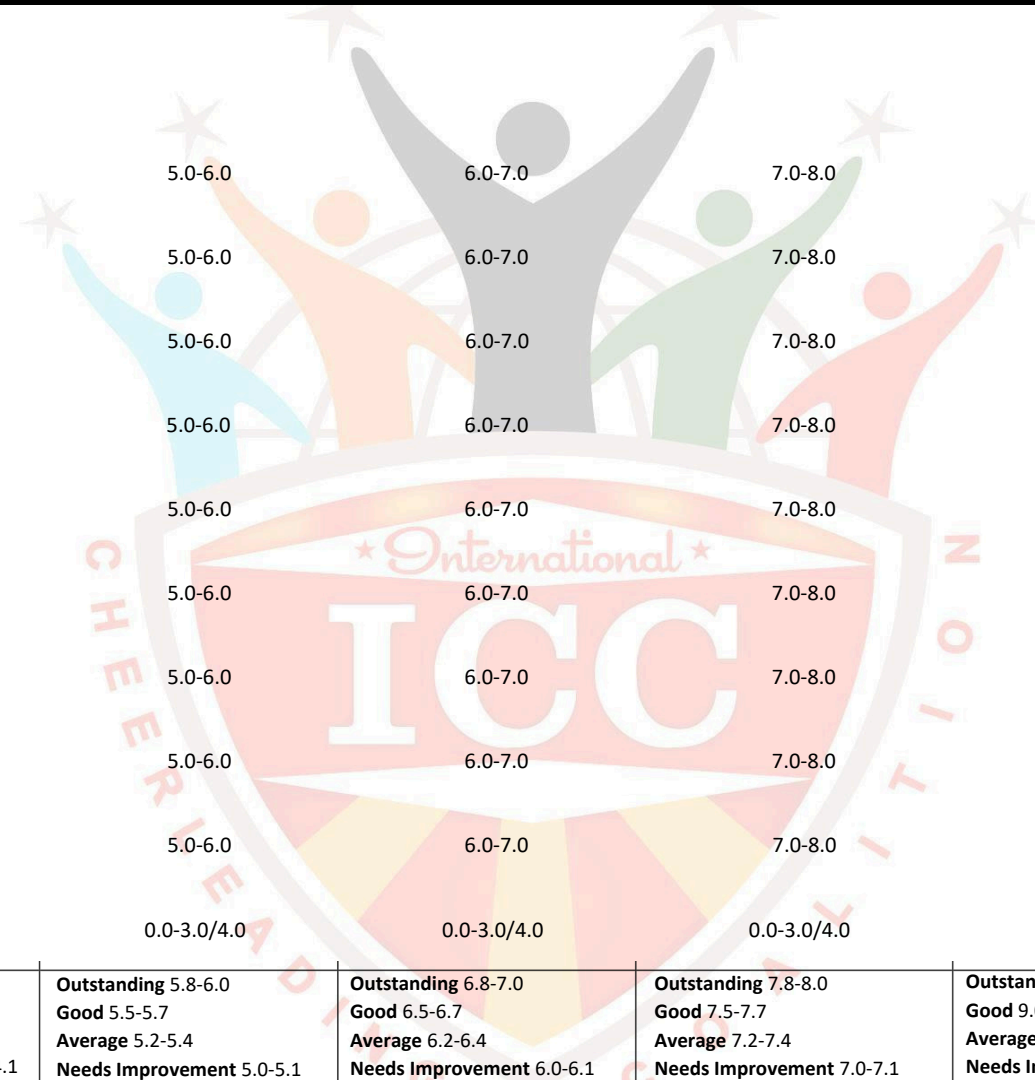 5.0-6.0 6.0-7.0 7.0-8.0
5.0-6.0 6.0-7.0 7.0-8.0
5.0-6.0 6.0-7.0 7.0-8.0
5.0-6.0 6.0-7.0 7.0-8.0
5.0-6.0 6.0-7.0 7.0-8.0
International
5.0-6.0 6.0-7.0 7.0-8.0
ICC
5.0-6.0 6.0-7.0 7.0-8.0
5.0-6.0 6.0-7.0 7.0-8.0
5.0-6.0 6.0-7.0 7.0-8.0
CHEERLEADING COALITION
0.0-3.0/4.0 0.0-3.0/4.0 0.0-3.0/4.0
Outstanding 5.8-6.0
Good 5.5-5.7
Average 5.2-5.4
Needs Improvement 5.0-5.1
Outstanding 6.8-7.0
Good 6.5-6.7
Average 6.2-6.4
Needs Improvement 6.0-6.1
Outstanding 7.8-8.0
Good 7.5-7.7
Average 7.2-7.4
Needs Improvement 7.0-7.1
Good
Average
Needs